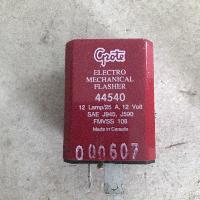 Grote
ELECTRO
MECHANICAL
FLASHER
44540
12 Lamp/25 A, 12 Volt
SAE J945, J590
FMVSS 108
Made in Canada
000607